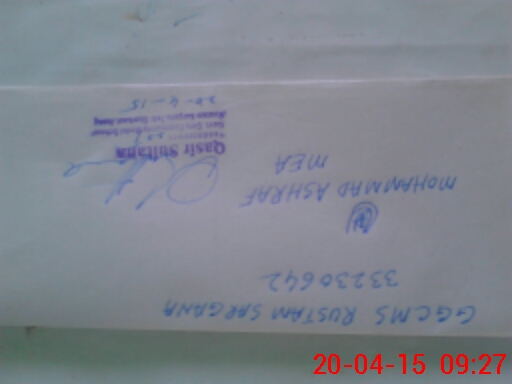 GGCMS RUSTAM SARGANA
33230642
MOHAMMAD ASHRAF
MEA
Qasir Sultana
20-4-15
20-04-15 09:27